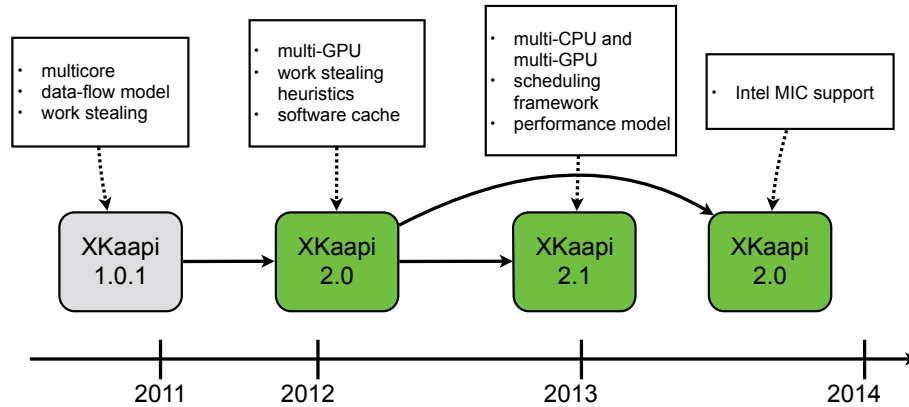 • multicore
• data-flow model
• work stealing
• multi-GPU
• work stealing
heuristics
• software cache
• multi-CPU and
multi-GPU
• scheduling
framework
• performance model
• Intel MIC support
XKaapi
1.0.1
XKaapi
2.0
XKaapi
2.1
XKaapi
2.0
2011
2012
2013
2014